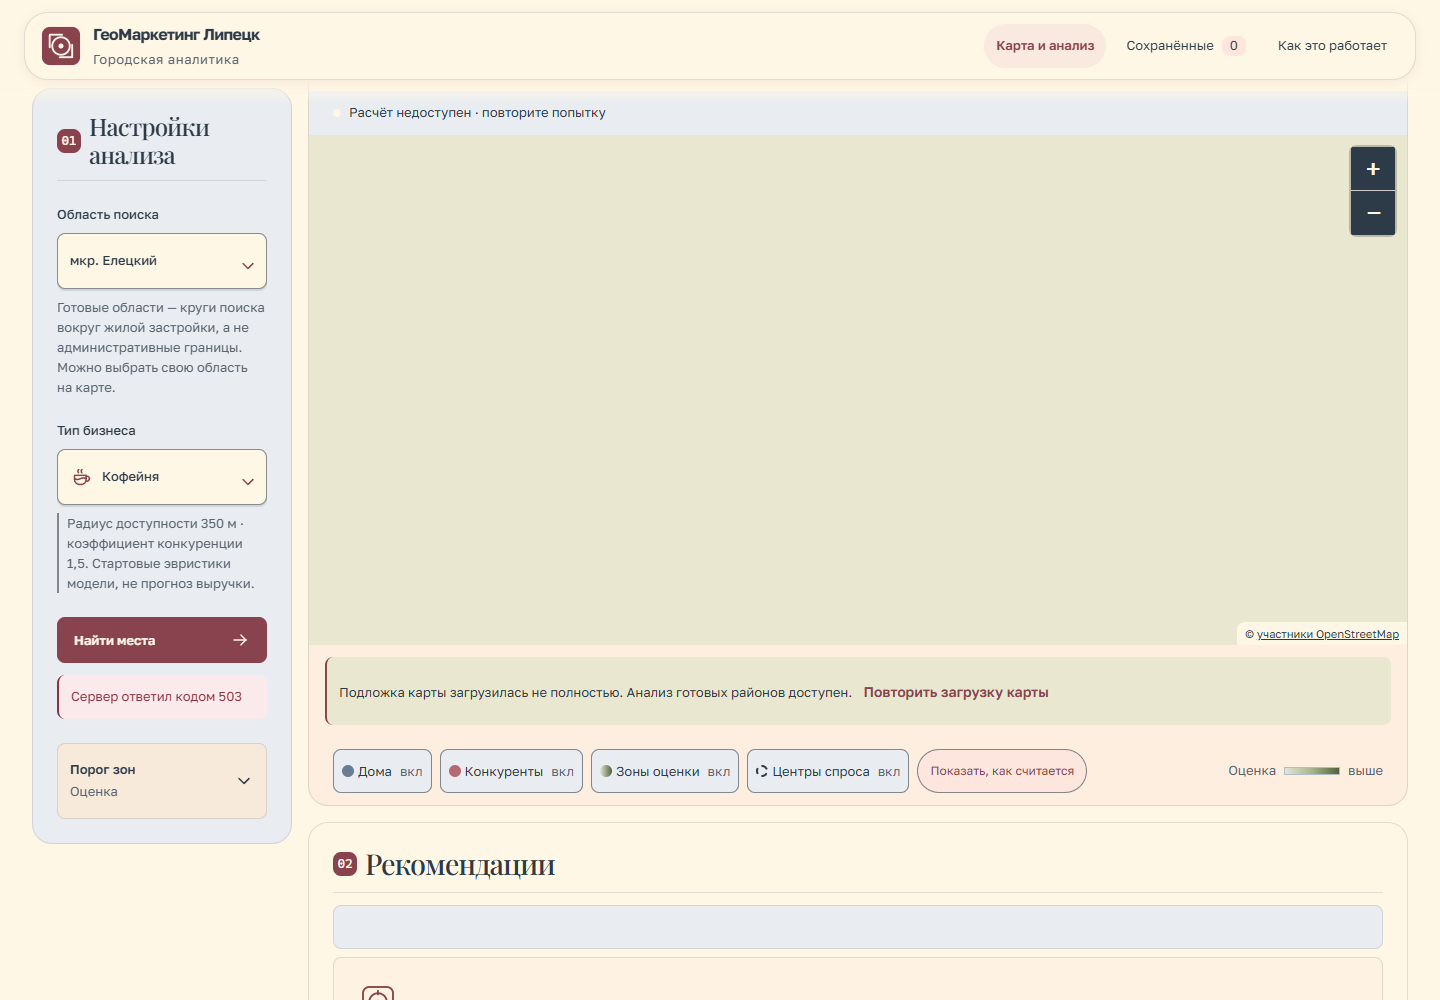 ГеоМаркетинг Липецк
Городская аналитика
Карта и анализ
Сохранённые 0
Как это работает
01 Настройки
анализа
Область поиска
мкр. Елецкий
Готовые области — круги поиска
вокруг жилой застройки, а не
административные границы.
Можно выбрать свою область
на карте.
Тип бизнеса
Кофейня
Радиус доступности 350 м ·
коэффициент конкуренции
1,5. Стартовые эвристики
модели, не прогноз выручки.
Найти места
Сервер ответил кодом 503
Порог зон
Оценка
Расчёт недоступен · повторите попытку
+
−
© участники OpenStreetMap
Подложка карты загрузилась не полностью. Анализ готовых районов доступен. Повторить загрузку карты
Дома вкл
Конкуренты вкл
Зоны оценки вкл
Центры спроса вкл
Показать, как считается
Оценка выше
02 Рекомендации